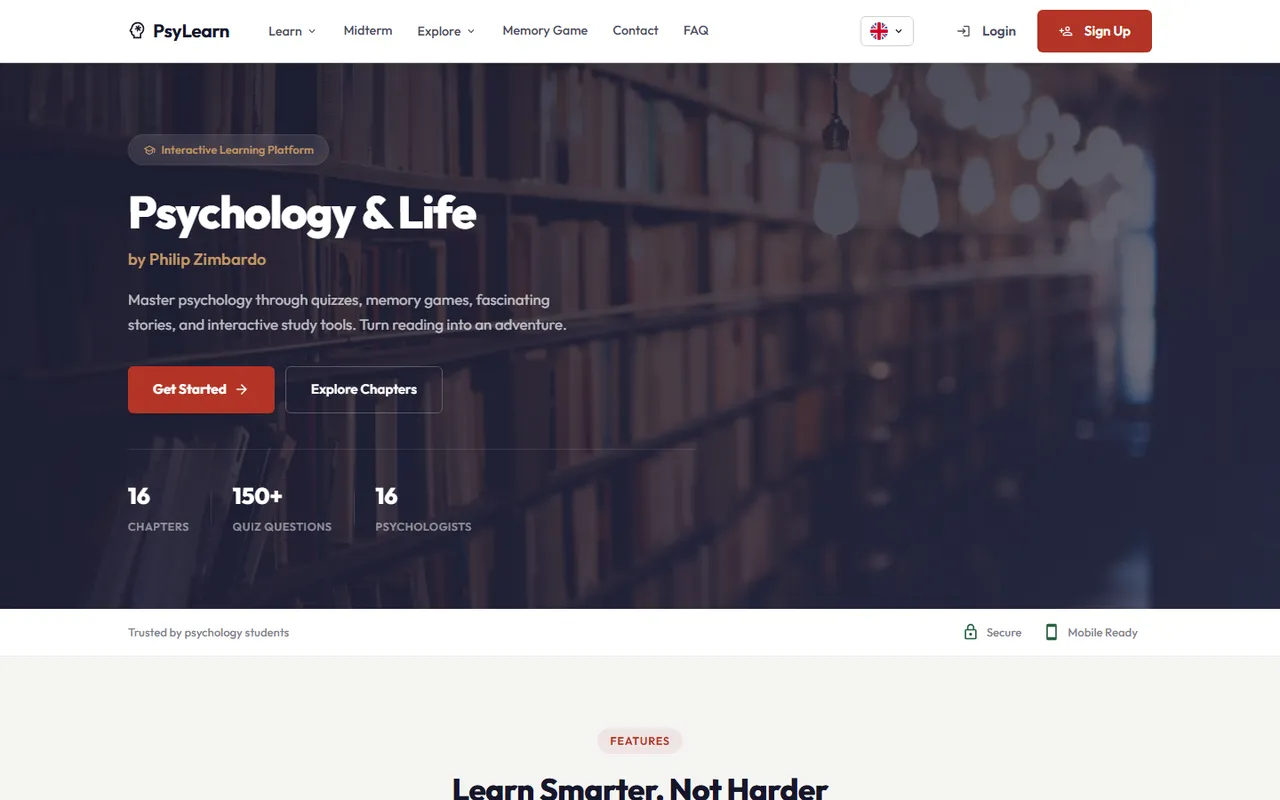 PsyLearn
Learn
Midterm
Explore
Memory Game
Contact
FAQ
Login
Sign Up
Interactive Learning Platform
Psychology & Life
by Philip Zimbardo
Master psychology through quizzes, memory games, fascinating
stories, and interactive study tools. Turn reading into an adventure.
Get Started
Explore Chapters
16
CHAPTERS
150+
QUIZ QUESTIONS
16
PSYCHOLOGISTS
Trusted by psychology students
Secure
Mobile Ready
FEATURES
Learn Smarter, Not Harder